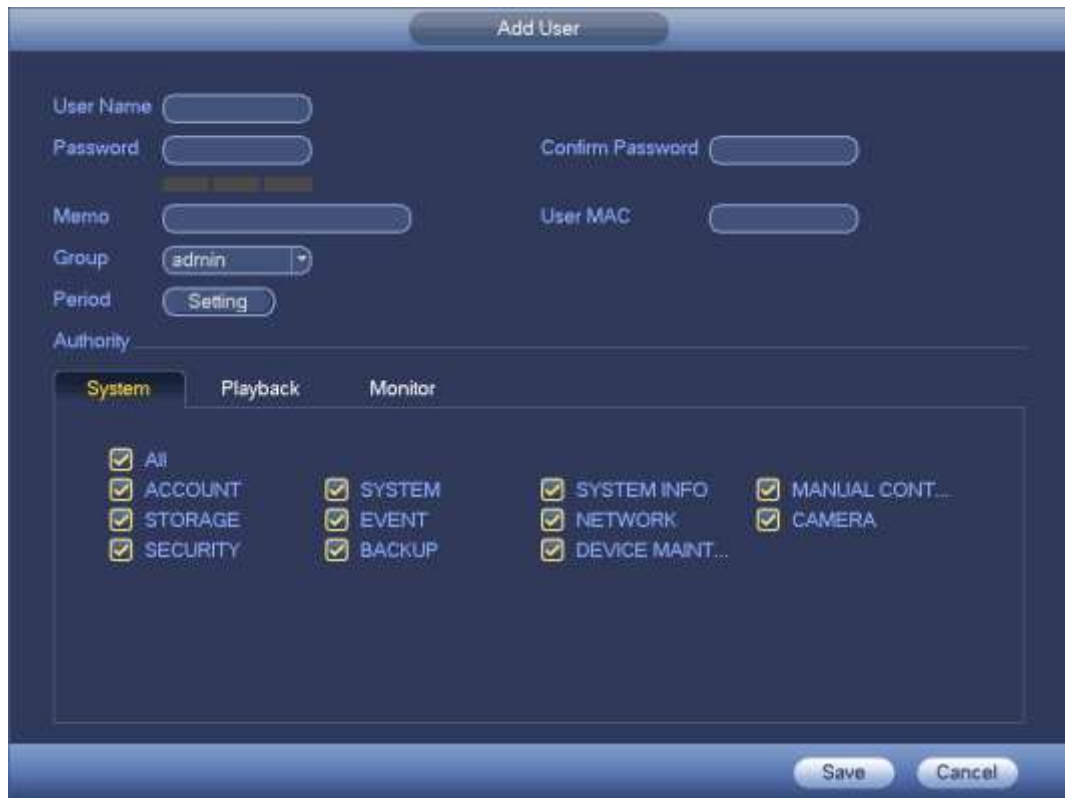 Add User
User Name
Password Confirm Password
Memo User MAC
Group admin
Period Setting
Authority
System Playback Monitor
All
ACCOUNT SYSTEM SYSTEM INFO MANUAL CONT...
STORAGE EVENT NETWORK CAMERA
SECURITY BACKUP DEVICE MAINT...
Save Cancel